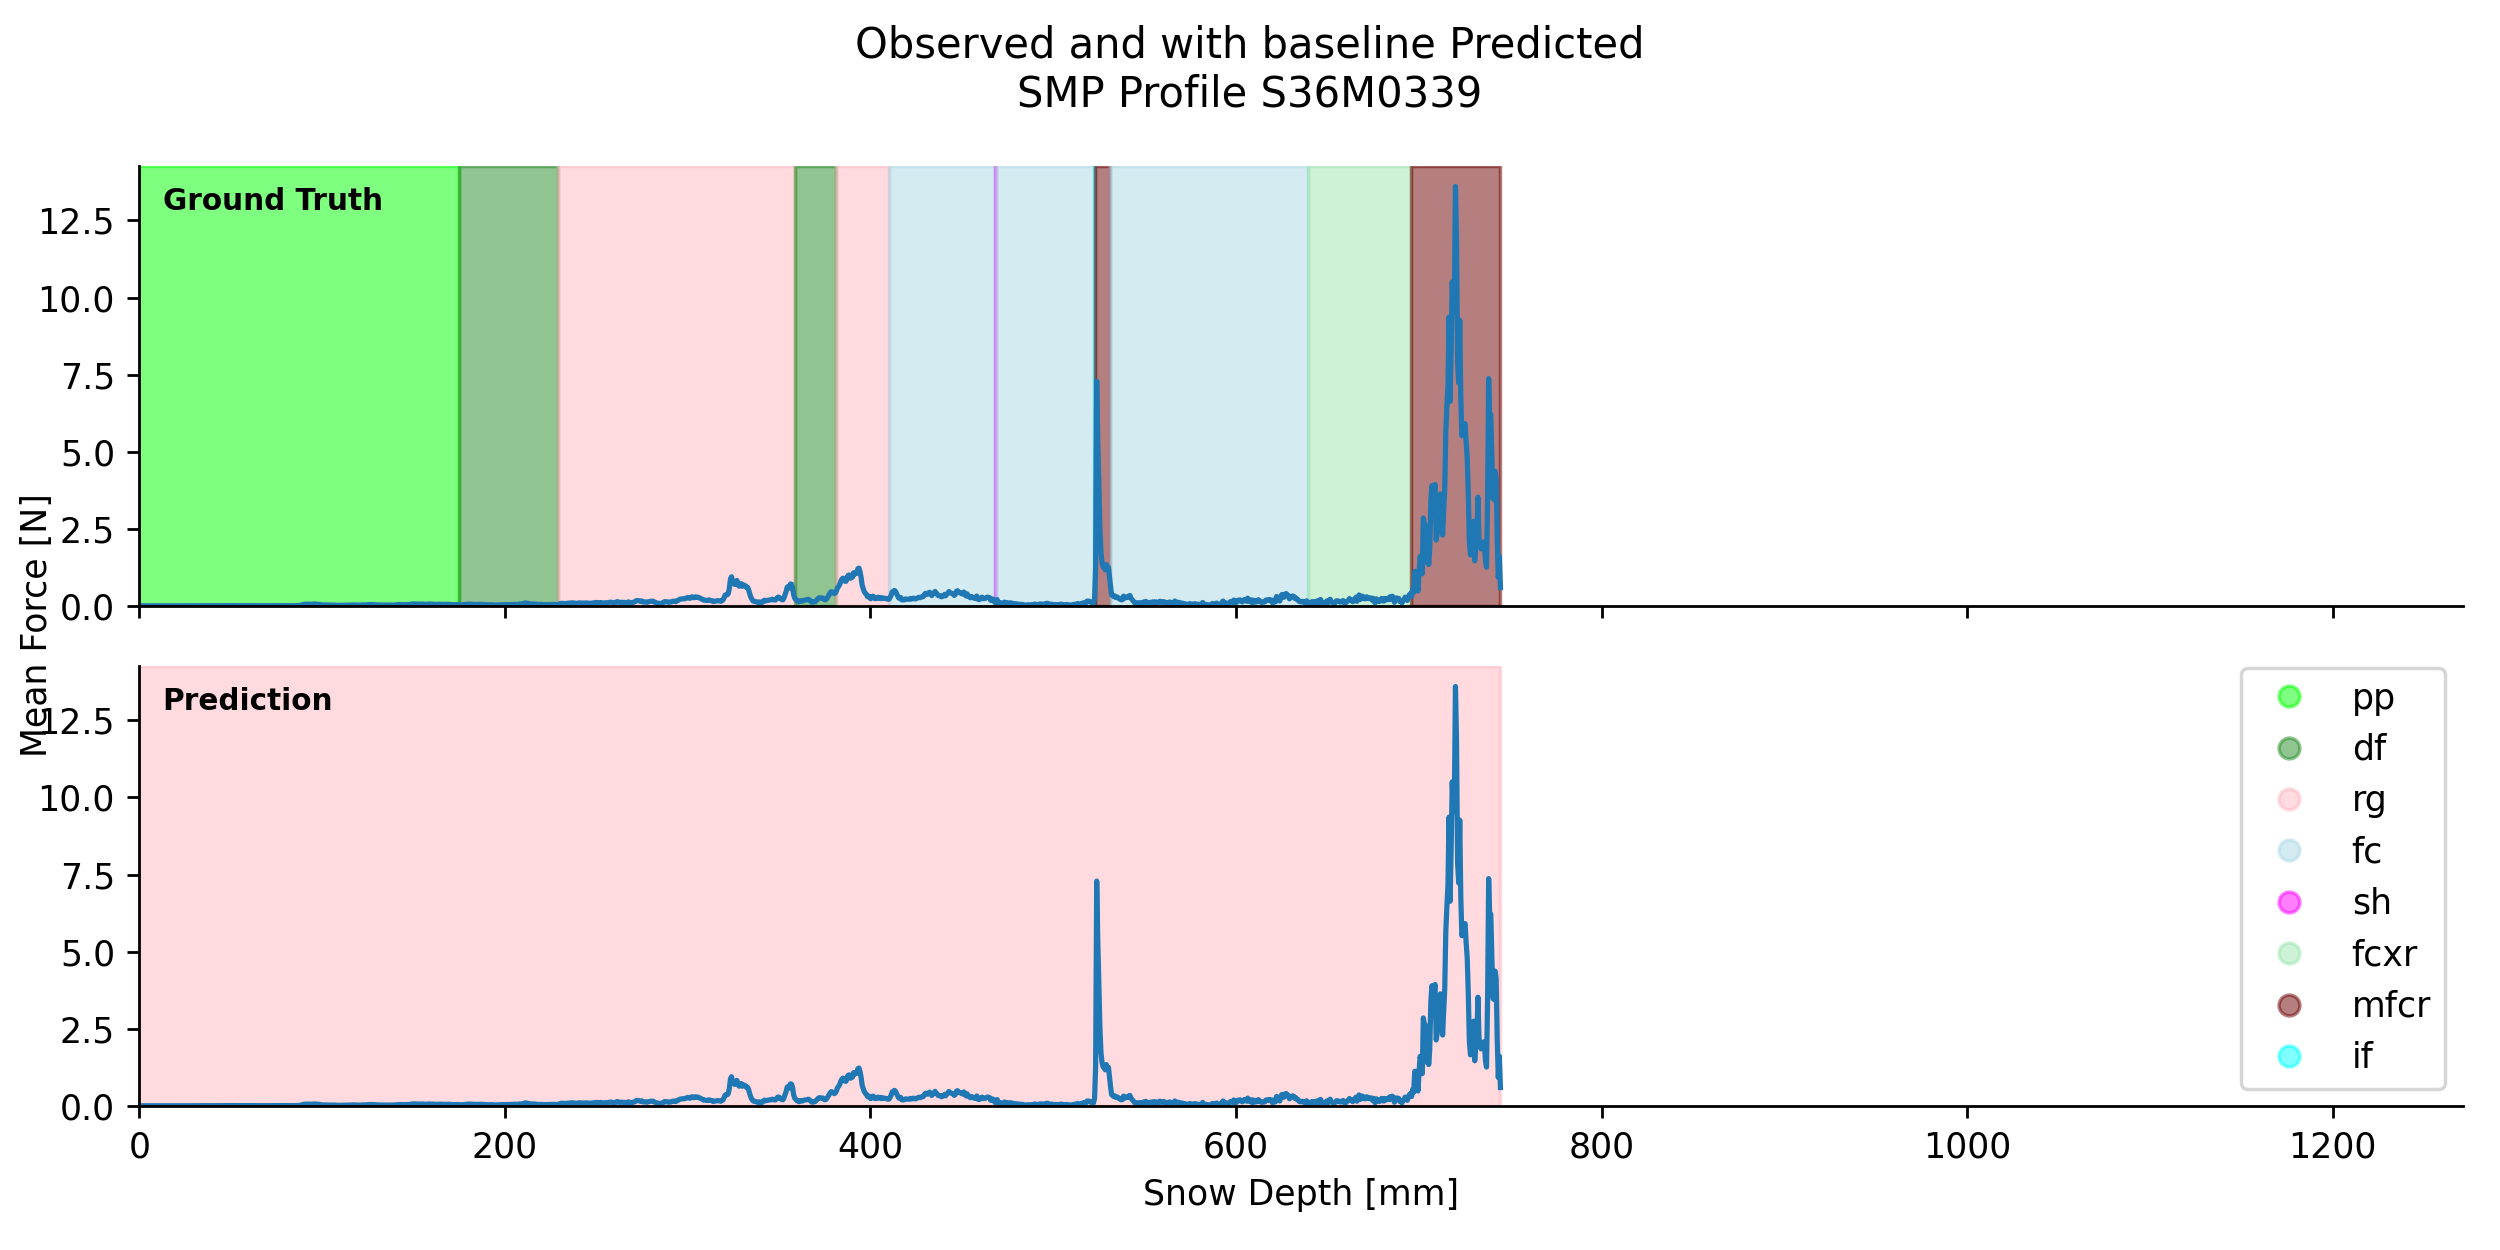 Observed and with baseline Predicted
SMP Profile S36M0339
Ground Truth
12.5
10.0
7.5
5.0
2.5
0.0
Mean Force [N]
Prediction
12.5
10.0
7.5
5.0
2.5
0.0
pp
df
rg
fc
sh
fcxr
mfcr
if
0 200 400 600 800 1000 1200
Snow Depth [mm]